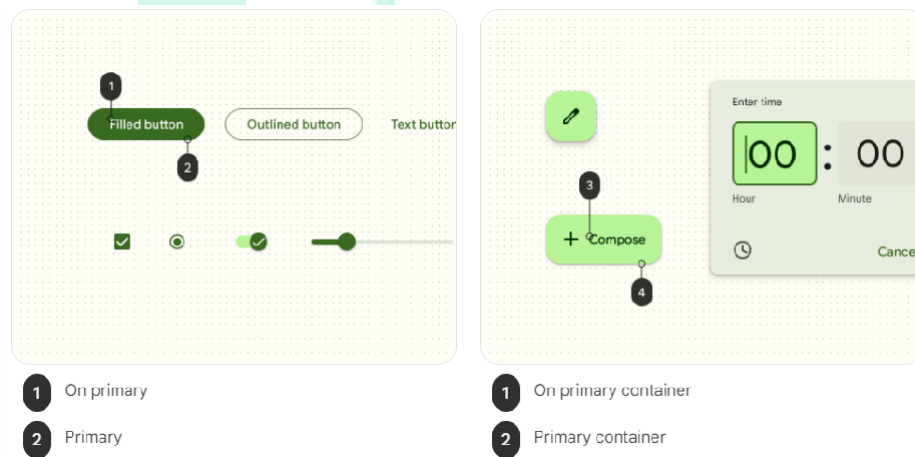 1
Filled button
Outlined button
Text button
2
Enter time
00
:
00
Hour
Minute
3
+ Compose
Cance
4
1 On primary
2 Primary
1 On primary container
2 Primary container